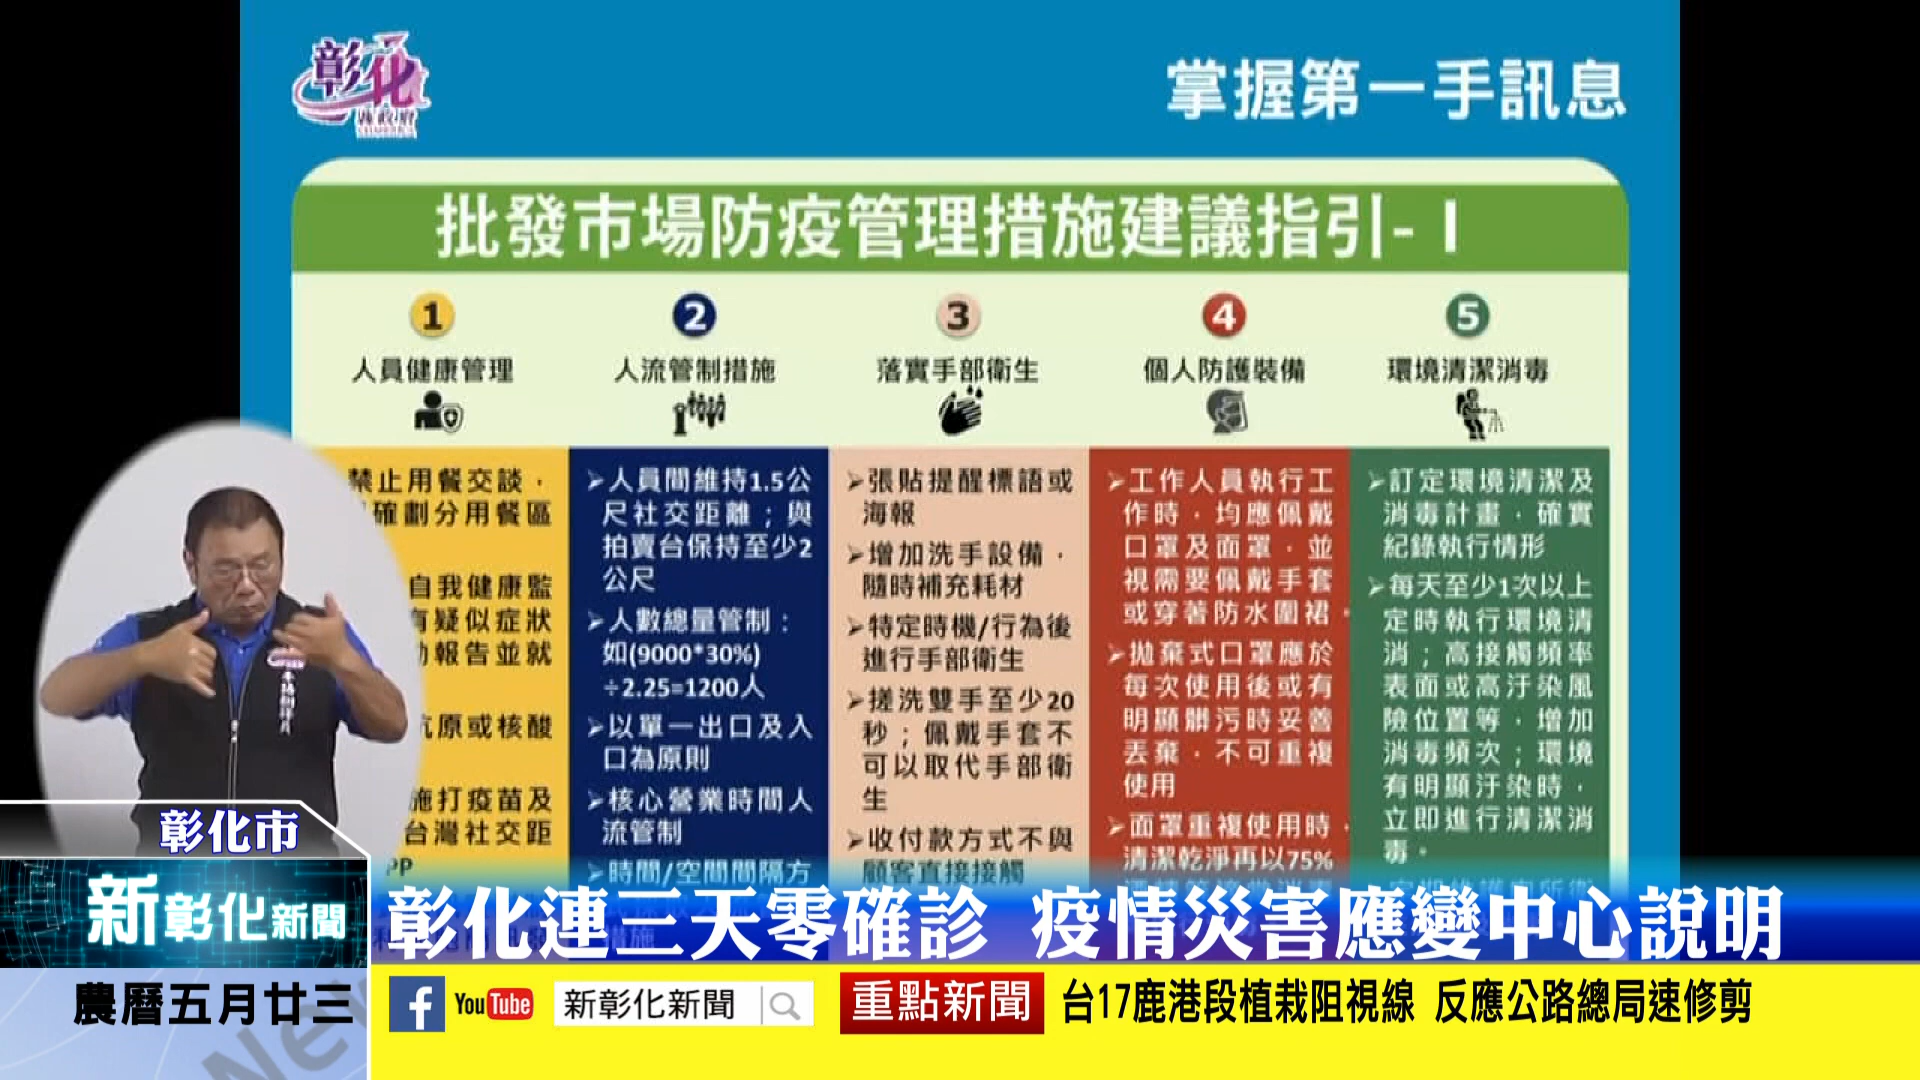 彰化
縣政府
掌握第一手訊息
批發市場防疫管理措施建議指引-1
1
人員健康管理
2
人流管制措施
3
落實手部衛生
4
個人防護裝備
5
環境清潔消毒
禁止用餐交談，
確劃分用餐區
自我健康監
有疑似症狀
報告並就
抗原或核酸
施打疫苗及
台灣社交距
PP
➢人員間維持1.5公
尺社交距離；與
拍賣台保持至少2
公尺
➢人數總量管制：
如(9000*30%)
÷2.25=1200人
➢以單一出口及入
口為原則
➢核心營業時間人
流管制
➢時間/空間間隔方
➢張貼提醒標語或
海報
➢增加洗手設備，
隨時補充耗材
➢特定時機/行為後
進行手部衛生
➢搓洗雙手至少20
秒；佩戴手套不
可以取代手部衛
生
➢收付款方式不與
顧客直接接觸
➢工作人員執行工
作時，均應佩戴
口罩及面罩，並
視需要佩戴手套
或穿著防水圍裙。
➢拋棄式口罩應於
每次使用後或有
明顯髒污時妥善
丟棄，不可重複
使用
➢面罩重複使用時，
清潔乾淨再以75%
➢訂定環境清潔及
消毒計畫，確實
紀錄執行情形
➢每天至少1次以上
定時執行環境清
消；高接觸頻率
表面或高汙染風
險位置等，增加
消毒頻次；環境
有明顯汙染時，
立即進行清潔消
毒。
彰化市
新彰化新聞
彰化連三天零確診 疫情災害應變中心說明
農曆五月廿三
f YouTube 新彰化新聞
重點新聞
台17鹿港段植栽阻視線 反應公路總局速修剪